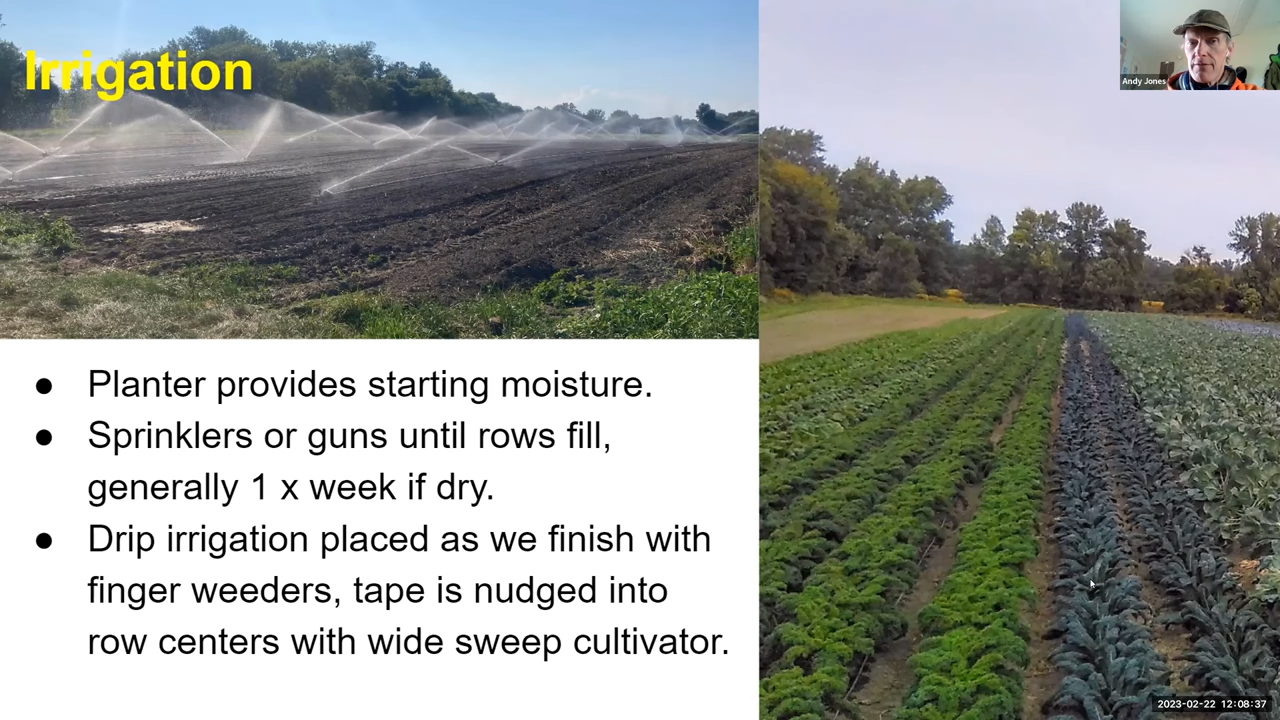 Irrigation
Andy Jones
● Planter provides starting moisture.
● Sprinklers or guns until rows fill,
generally 1 x week if dry.
● Drip irrigation placed as we finish with
finger weeders, tape is nudged into
row centers with wide sweep cultivator.
2023-02-22 12:08:37